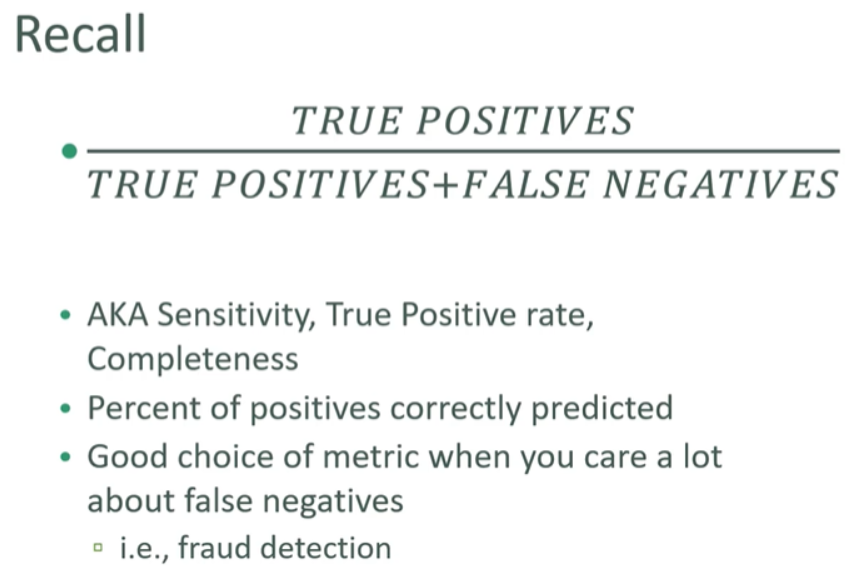 Recall
TRUE POSITIVES
TRUE POSITIVES+FALSE NEGATIVES
AKA Sensitivity, True Positive rate,
Completeness
Percent of positives correctly predicted
Good choice of metric when you care a lot
about false negatives
i.e., fraud detection